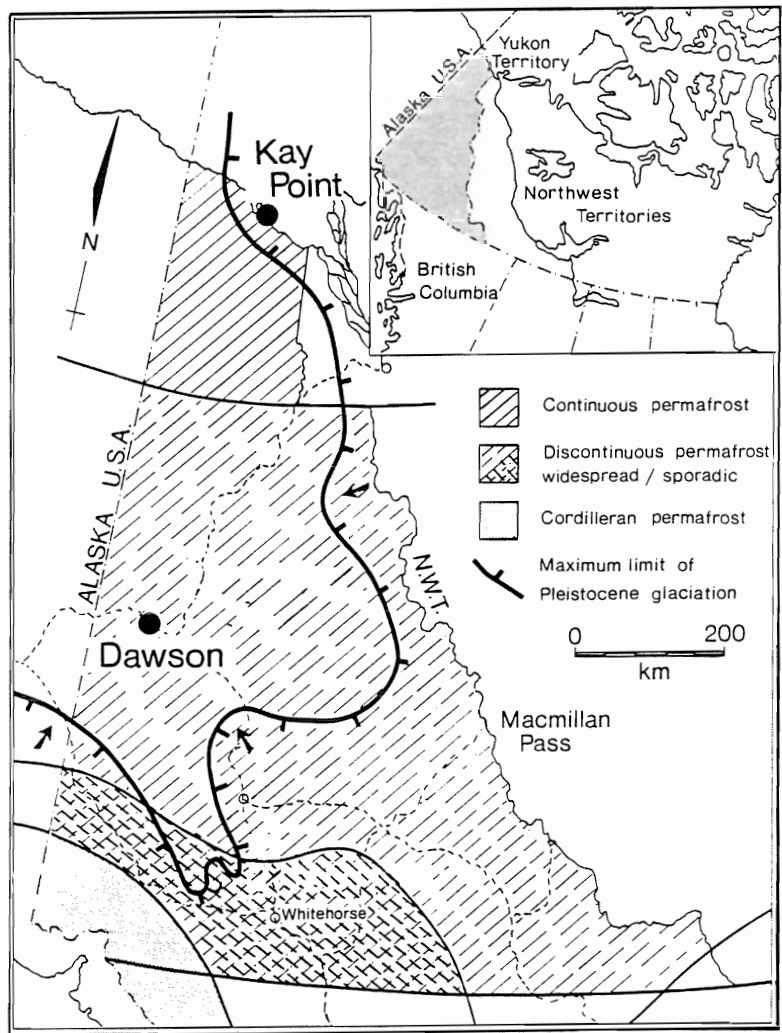 Yukon
Territory
Alaska U.S.A.
Northwest
Territories
British
Columbia
Kay
Point
N
Continuous permafrost
Discontinuous permafrost
widespread / sporadic
Cordilleran permafrost
Maximum limit of
Pleistocene glaciation
0 200
km
ALASKA U.S.A.
N.W.T.
Dawson
Macmillan
Pass
Whitehorse